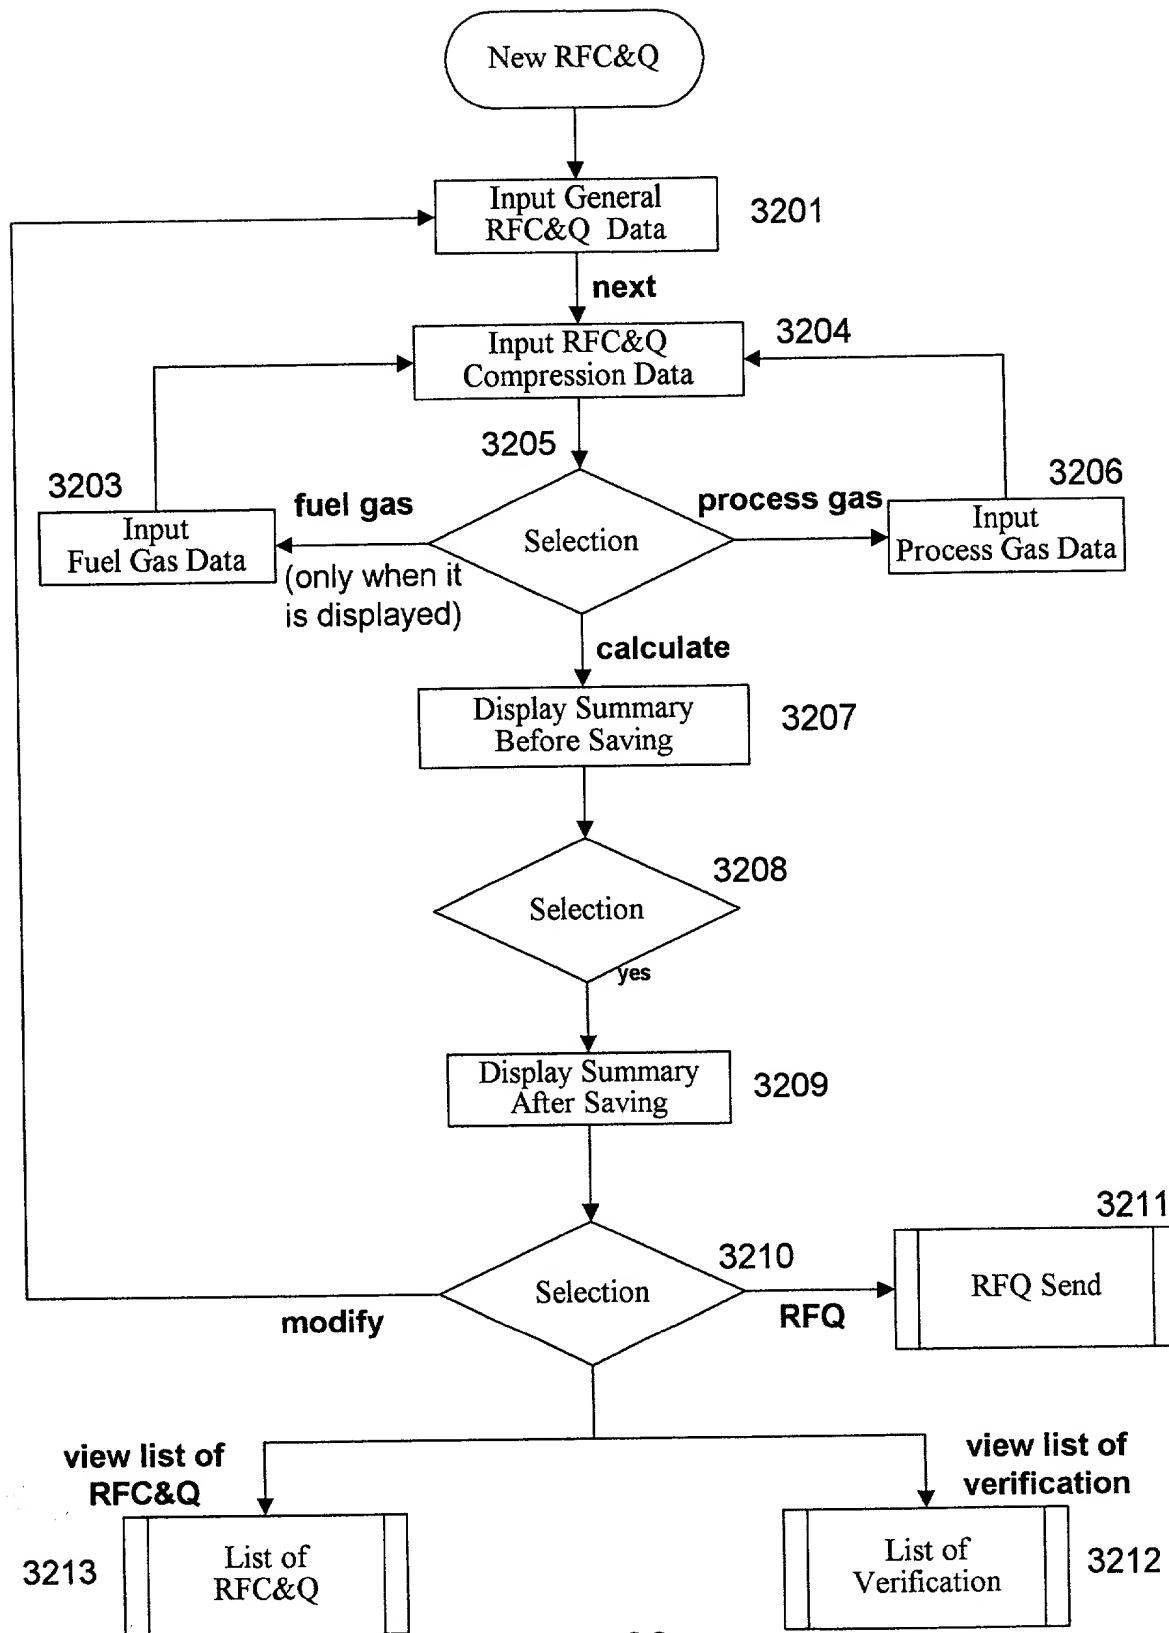 New RFC&Q
Input General
RFC&Q Data
3201
next
Input RFC&Q
Compression Data
3204
3205
3203
fuel gas
process gas
3206
Input
Fuel Gas Data
Selection
Input
Process Gas Data
(only when it
is displayed)
calculate
Display Summary
Before Saving
3207
3208
Selection
yes
Display Summary
After Saving
3209
3211
3210
Selection
RFQ Send
modify
RFQ
view list of
RFC&Q
view list of
verification
3213
List of
RFC&Q
List of
Verification
3212